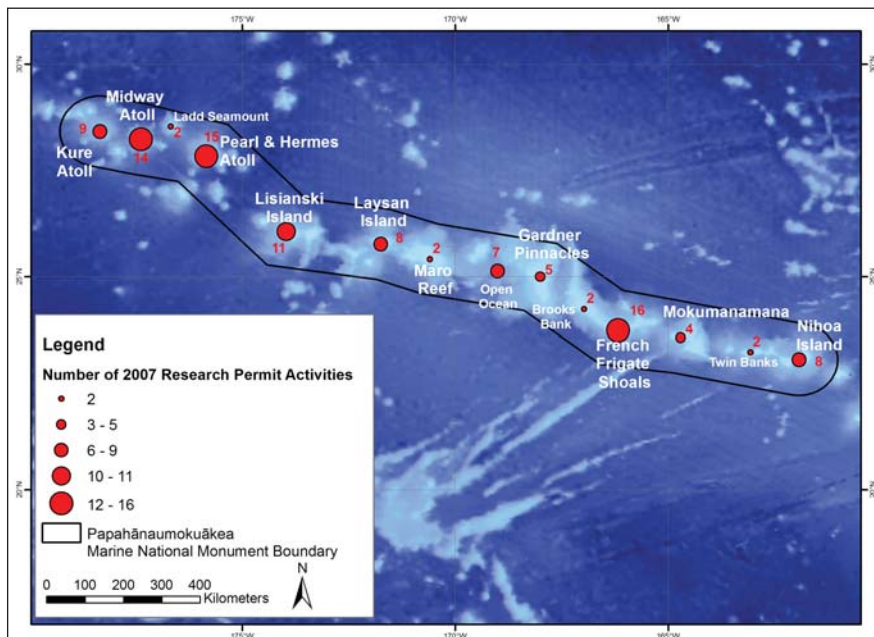 175°W
170°W
165°W
30°N
30°N
Midway
Atoll
Ladd Seamount
9
2
15
Pearl & Hermes
Atoll
14
Kure
Atoll
Lisianski
Island
11
Laysan
Island
8
2
Maro
Reef
7
Open
Ocean
Gardner
Pinnacles
5
25°N
25°N
2
Brooks
Bank
16
French
Frigate
Shoals
Mokumanamana
4
2
Twin Banks
Nihoa
Island
8
20°N
20°N
Legend
Number of 2007 Research Permit Activities
2
3 - 5
6 - 9
10 - 11
12 - 16
Papahānaumokuākea
Marine National Monument Boundary
N
0 100 200 300 400
Kilometers
175°W
170°W
165°W